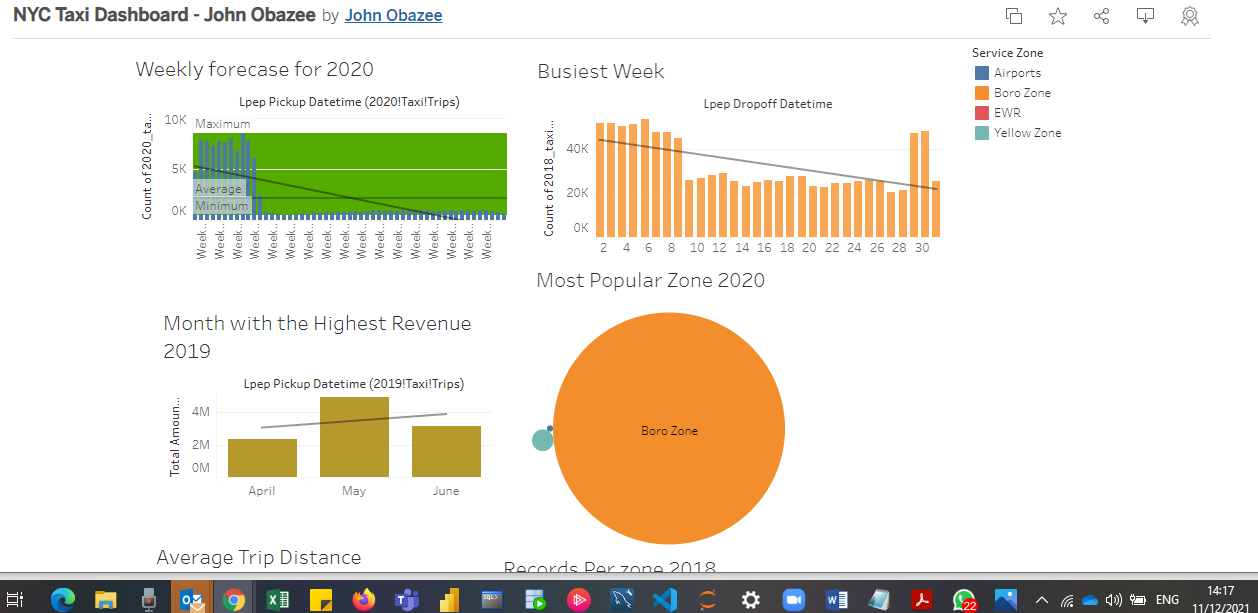 NYC Taxi Dashboard - John Obazee by John Obazee
Weekly forecase for 2020
Lpep Pickup Datetime (2020!Taxi!Trips)
Count of 2020_ta...
10K
5K
0K
Maximum
Average
Minimum
Week.. Week.. Week.. Week.. Week.. Week.. Week.. Week.. Week.. Week.. Week.. Week.. Week.. Week.. Week.. Week.. Week..
Busiest Week
Lpep Dropoff Datetime
Count of 2018_taxi...
40K
20K
0K
2 4 6 8 10 12 14 16 18 20 22 24 26 28 30
Service Zone
Airports
Boro Zone
EWR
Yellow Zone
Month with the Highest Revenue
2019
Lpep Pickup Datetime (2019!Taxi!Trips)
Total Amoun...
4M
2M
0M
April May June
Most Popular Zone 2020
Boro Zone
Average Trip Distance
Records Per zone 2018
SQL
22
ENG
14:17
11/12/202